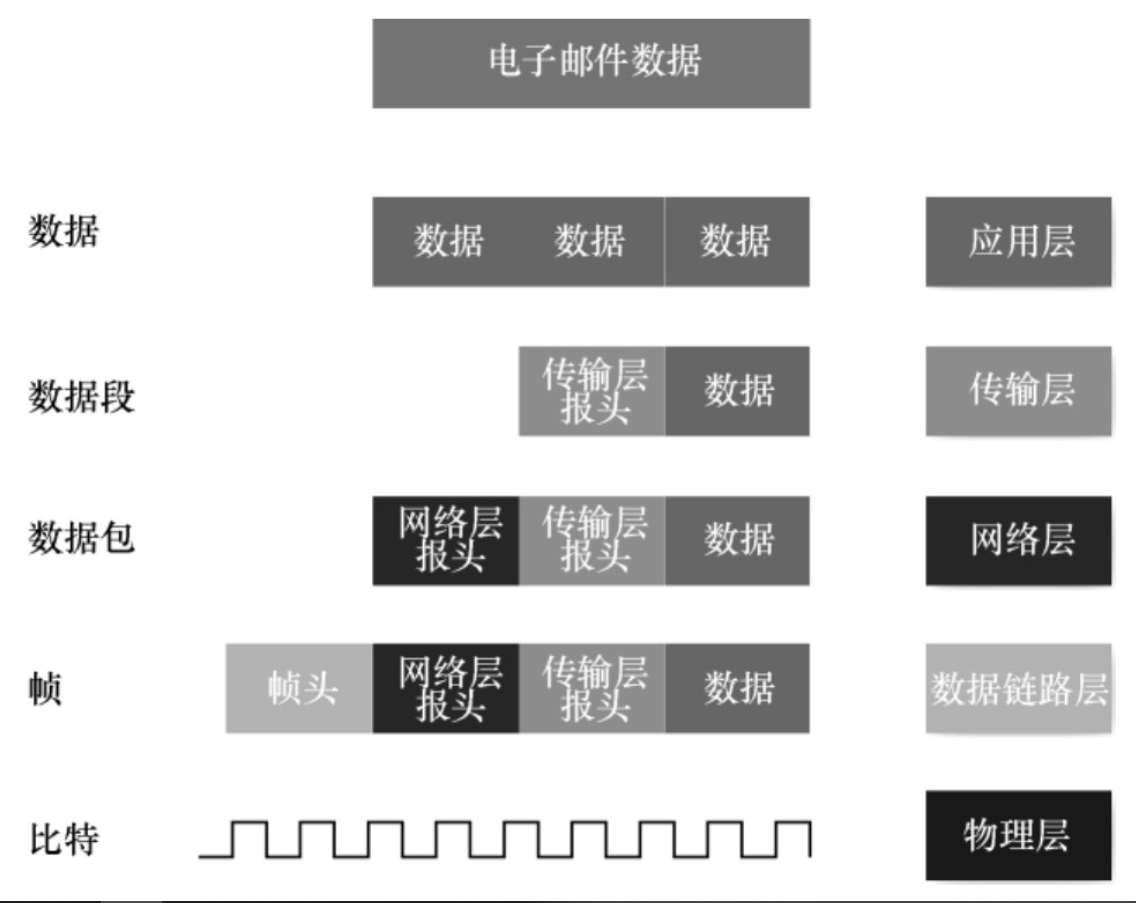 电子邮件数据
数据 数据 数据 数据 应用层
数据段 传输层
报头 数据 传输层
数据包 网络层
报头 传输层
报头 数据 网络层
帧 帧头 网络层
报头 传输层
报头 数据 数据链路层
比特 物理层